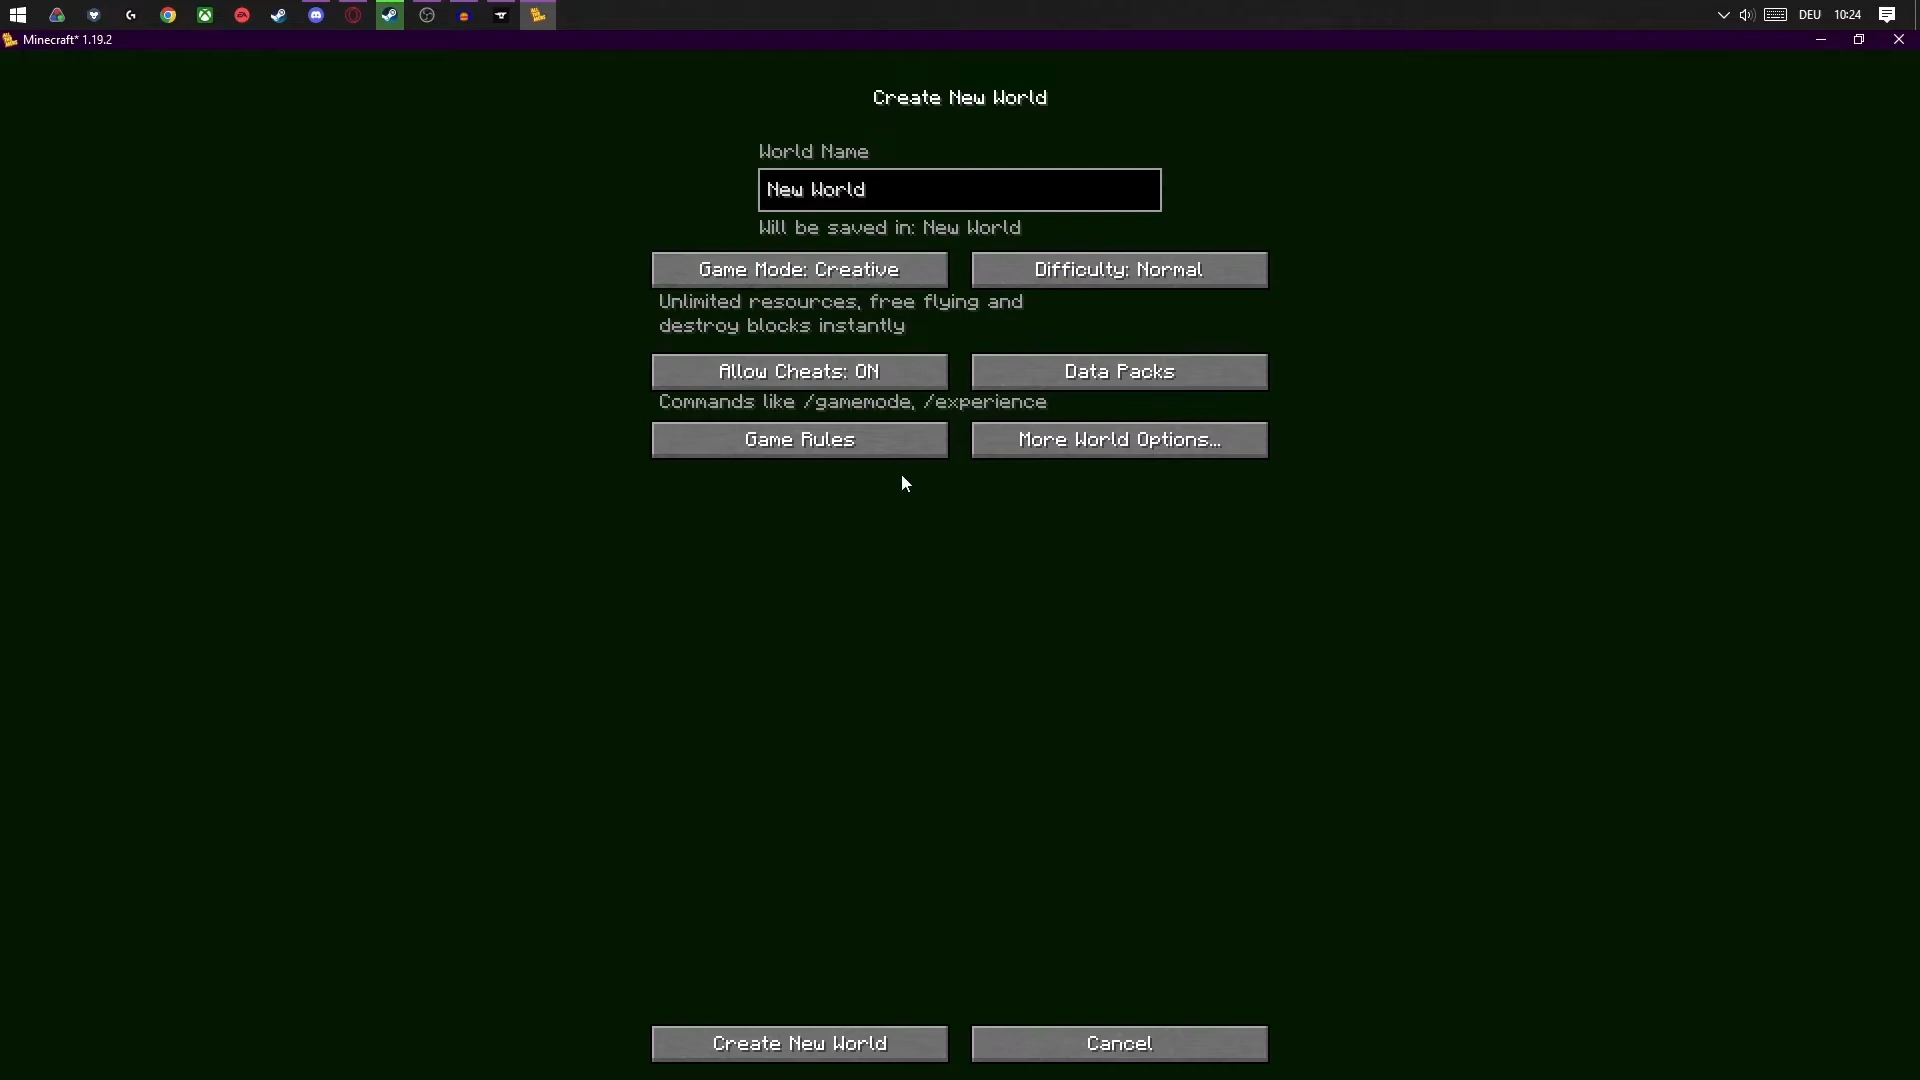 DEU 10:24
Minecraft* 1.19.2
Create New World
World Name
New World
Will be saved in: New World
Game Mode: Creative
Difficulty: Normal
Unlimited resources, free flying and
destroy blocks instantly
Allow Cheats: ON
Data Packs
Commands like /gamemode, /experience
Game Rules
More World Options...
Create New World
Cancel